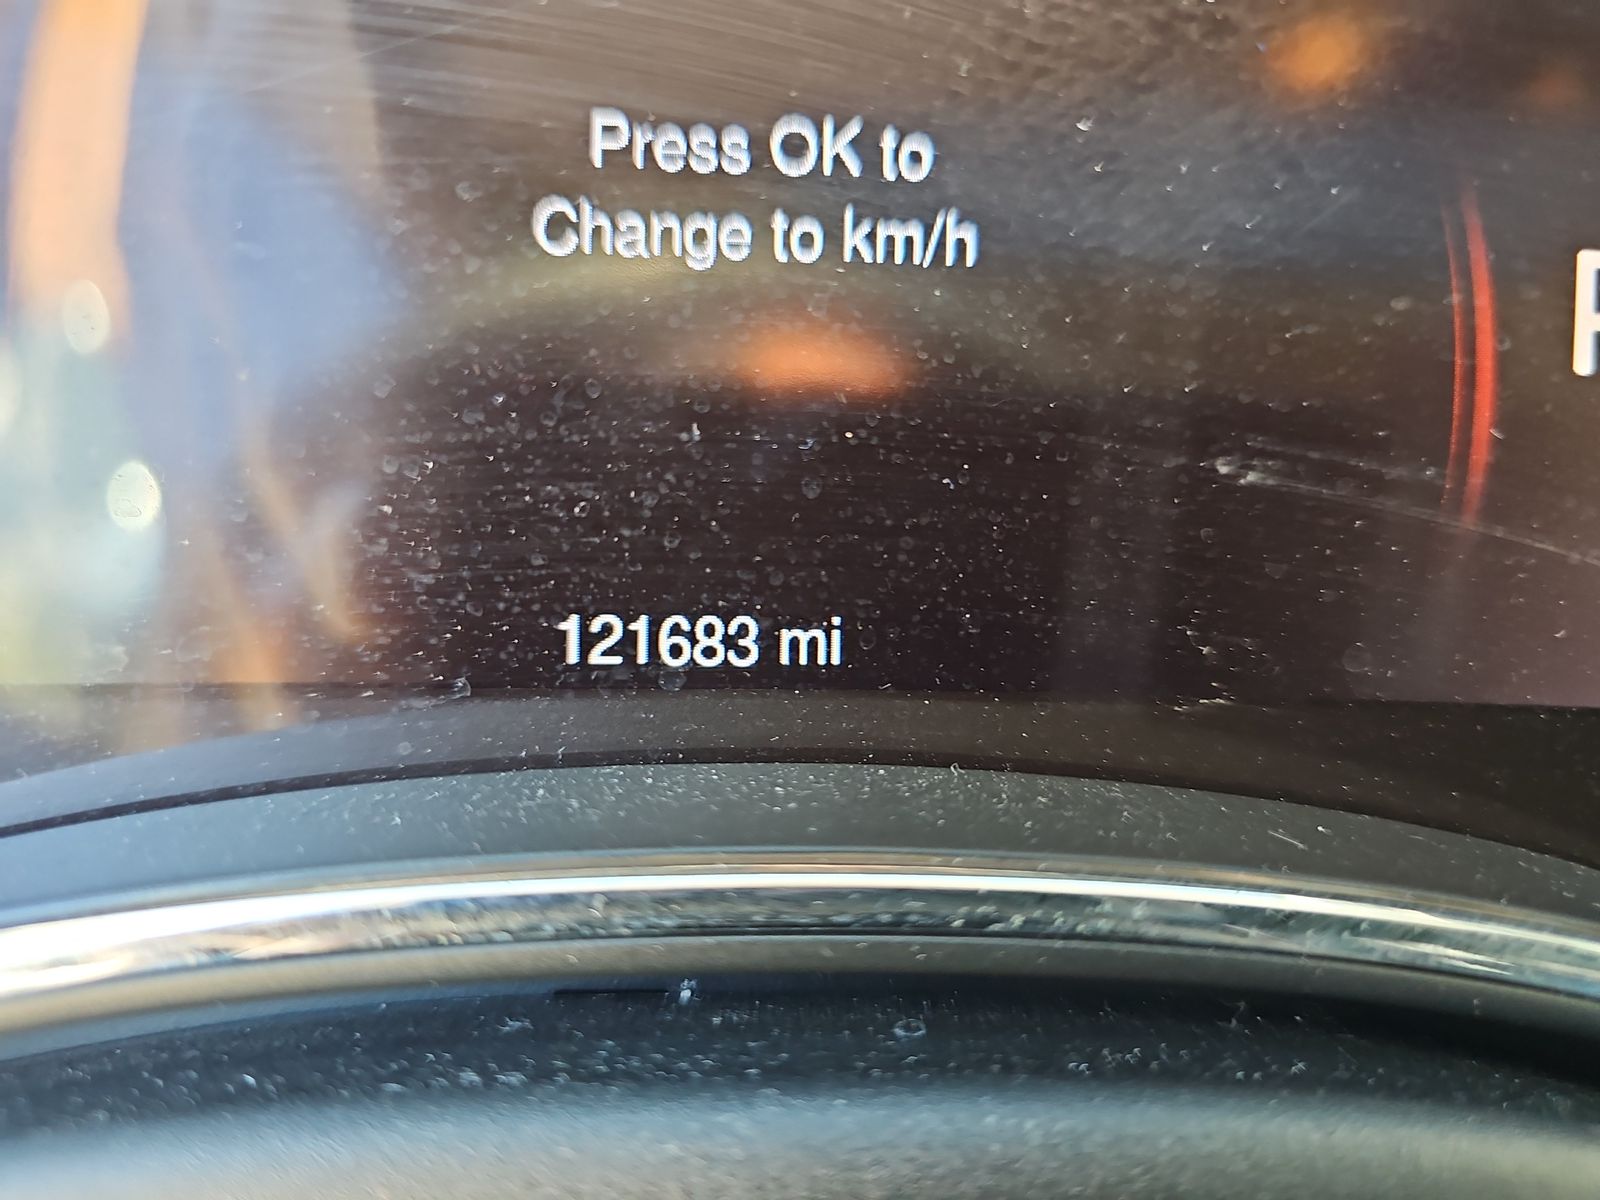 Press OK to
Change to km/h
121683 mi